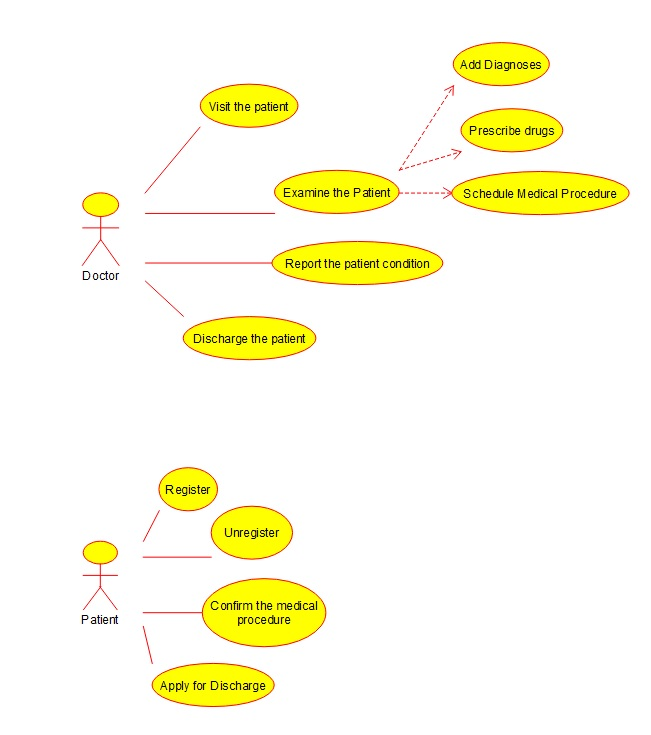 Add Diagnoses
Visit the patient
Prescribe drugs
Examine the Patient
Schedule Medical Procedure
Doctor
Report the patient condition
Discharge the patient
Register
Unregister
Patient
Confirm the medical
procedure
Apply for Discharge